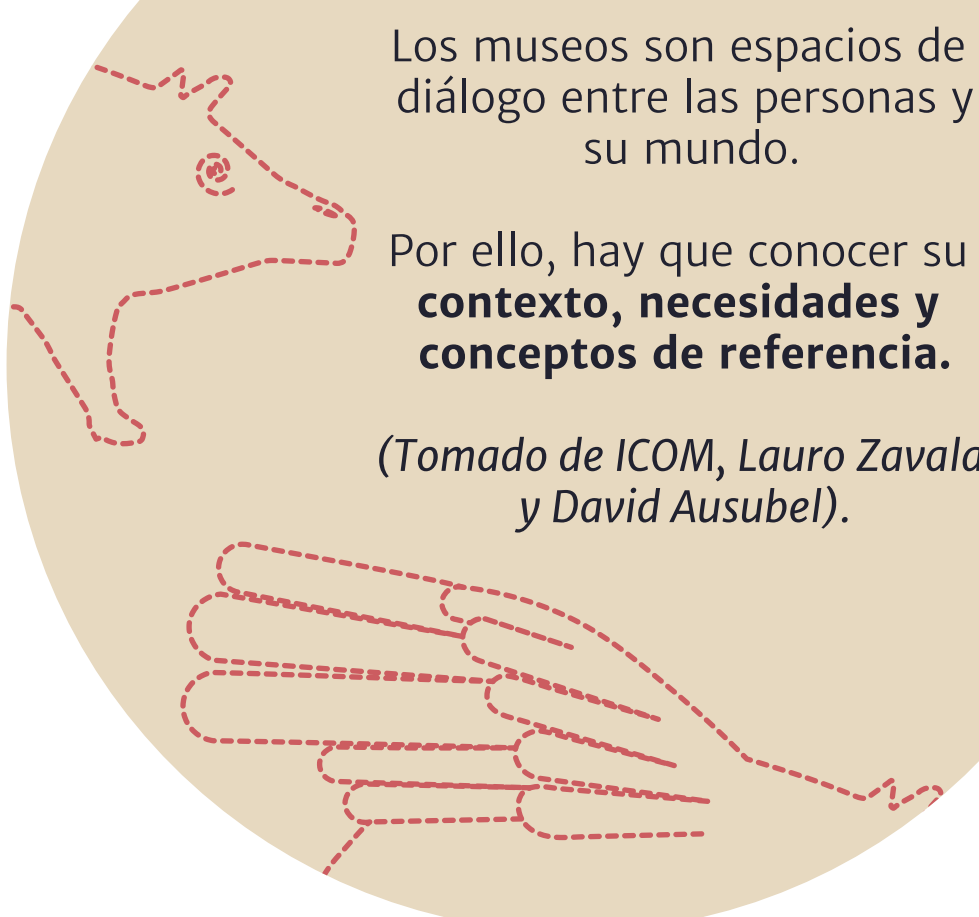 Los museos son espacios de
diálogo entre las personas y
su mundo.
Por ello, hay que conocer su
contexto, necesidades y
conceptos de referencia.
(Tomado de ICOM, Lauro Zavala
y David Ausubel).